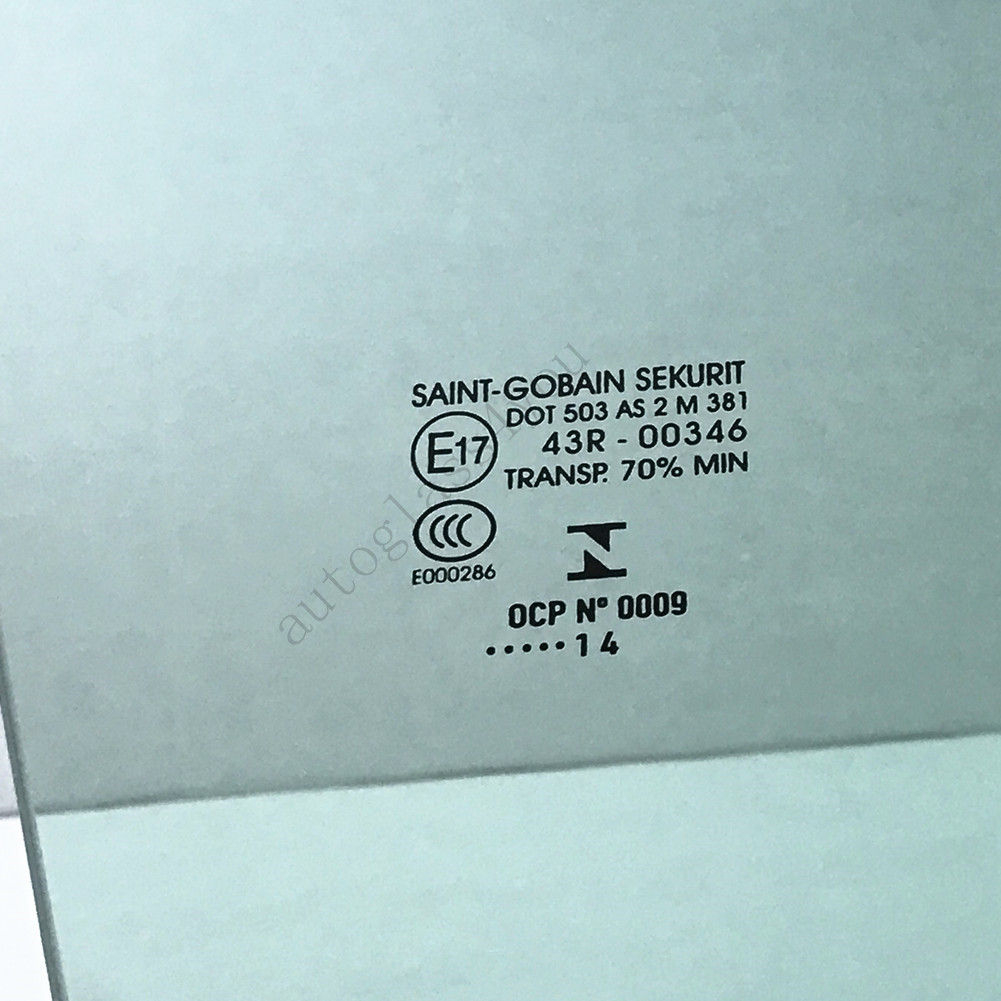 SAINT-GOBAIN SEKURIT
DOT 503 AS 2 M 381
E17
43R - 00346
TRANSP. 70% MIN
CCC
E000286
OCP Nº 0009
.....14